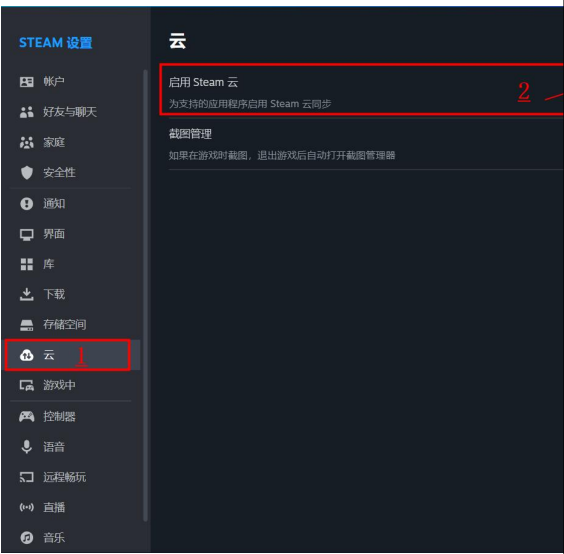 STEAM 设置
帐户
好友与聊天
家庭
安全性
通知
界面
库
下载
存储空间
云 1
游戏中
控制器
语音
远程畅玩
直播
音乐
云
启用 Steam 云
为支持的应用程序启用 Steam 云同步
2
截图管理
如果在游戏时截图，退出游戏后自动打开截图管理器